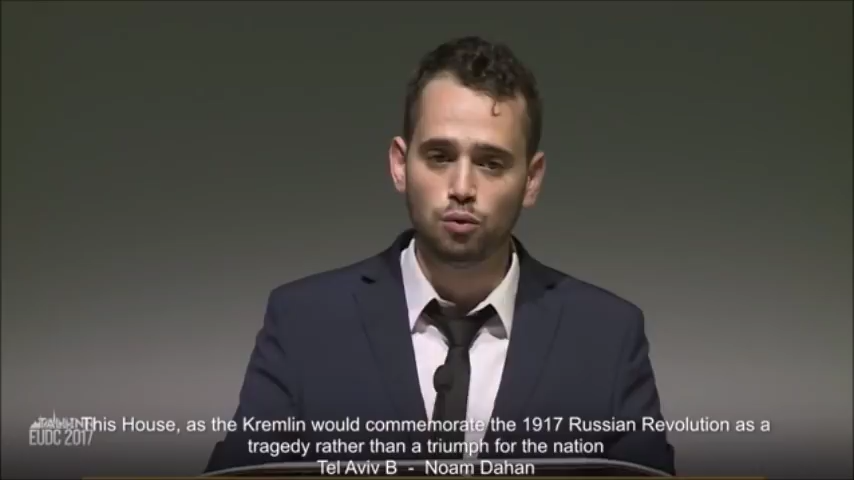 TALLINN
EUDC 2017
This House, as the Kremlin would commemorate the 1917 Russian Revolution as a
tragedy rather than a triumph for the nation
Tel Aviv B - Noam Dahan